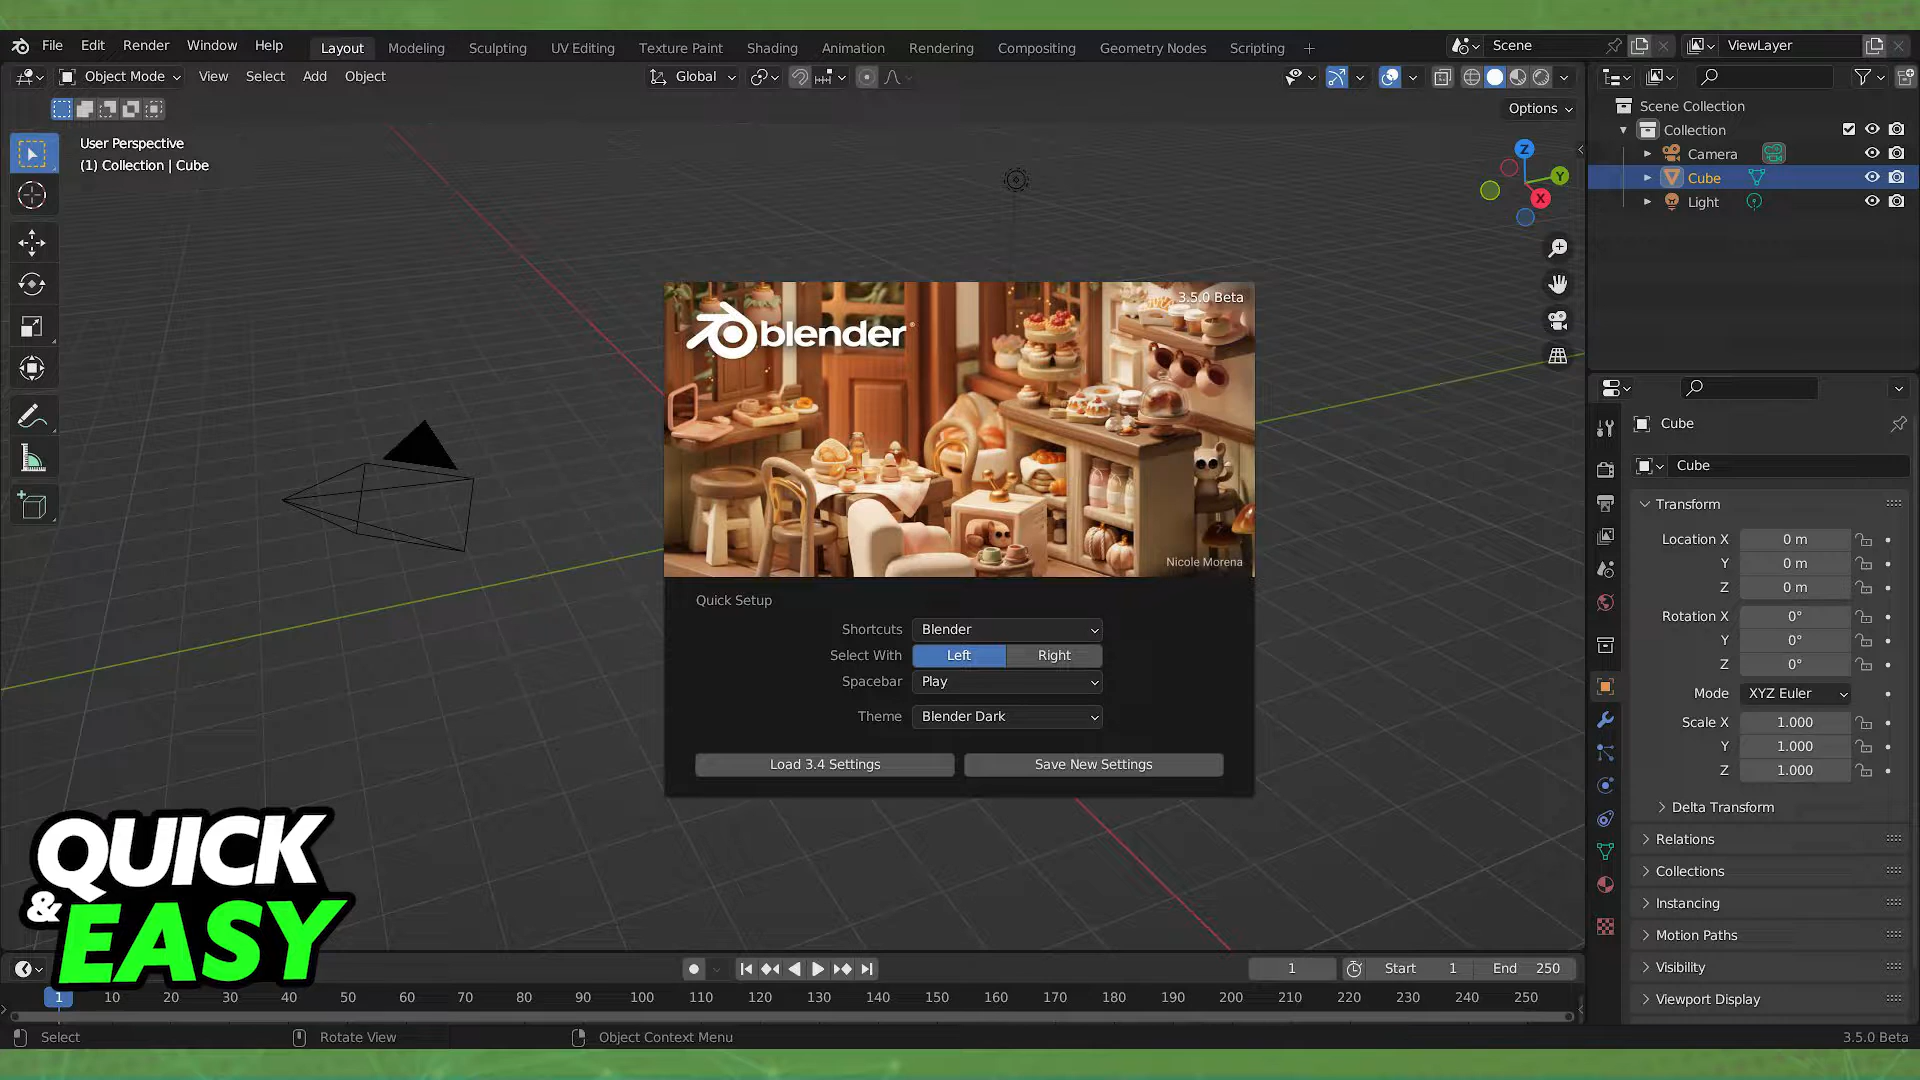 File Edit Render Window Help
Layout Modeling Sculpting UV Editing Texture Paint Shading Animation Rendering Compositing Geometry Nodes Scripting +
Scene
ViewLayer
Object Mode View Select Add Object
Global
Options
User Perspective
(1) Collection | Cube
Z
Y
X
Scene Collection
Collection
Camera
Cube
Light
3.5.0 Beta
blender
Nicole Morena
Quick Setup
Shortcuts Blender
Select With Left Right
Spacebar Play
Theme Blender Dark
Load 3.4 Settings Save New Settings
Cube
Cube
Transform
Location X 0 m
Y 0 m
Z 0 m
Rotation X 0°
Y 0°
Z 0°
Mode XYZ Euler
Scale X 1.000
Y 1.000
Z 1.000
Delta Transform
Relations
Collections
Instancing
Motion Paths
Visibility
Viewport Display
QUICK
& EASY
1 Start 1 End 250
1 10 20 30 40 50 60 70 80 90 100 110 120 130 140 150 160 170 180 190 200 210 220 230 240 250
Select Rotate View Object Context Menu 3.5.0 Beta